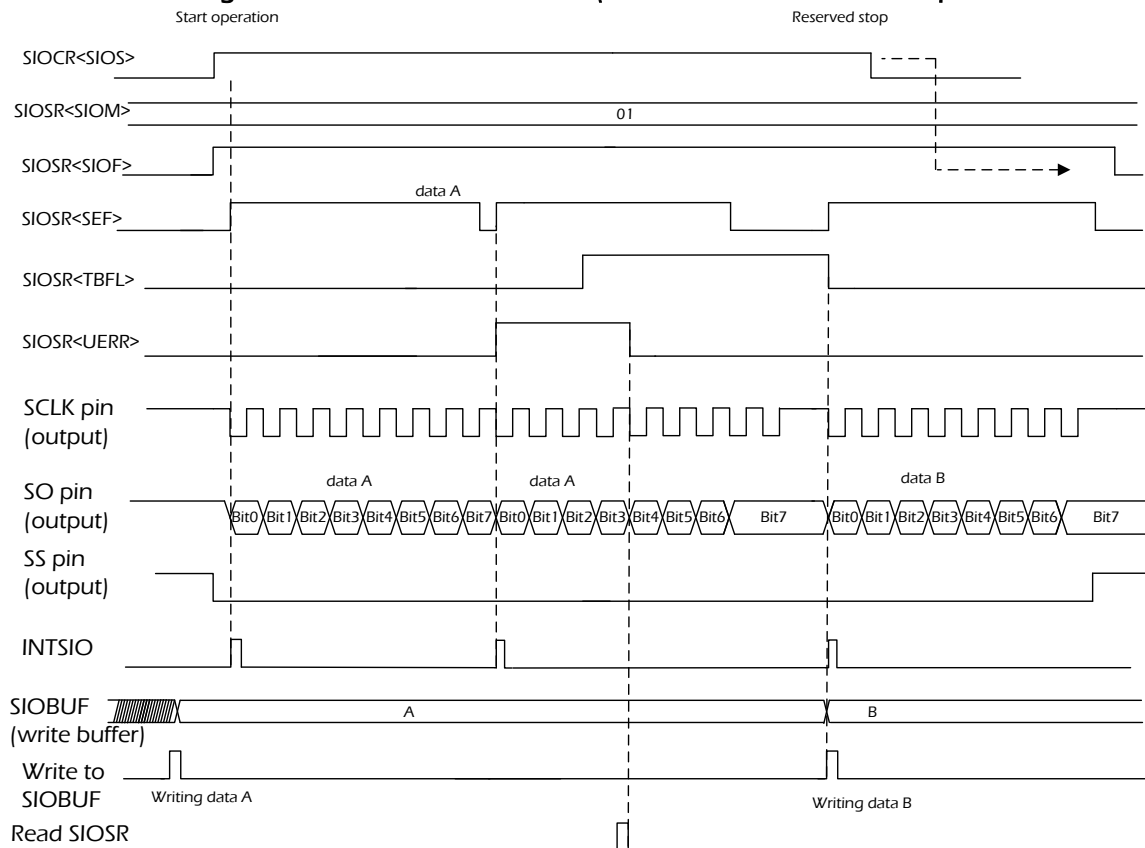 Start operation
Reserved stop
SIOCR<SIOS>
SIOSR<SIOM>
01
SIOSR<SIOF>
data A
SIOSR<SEF>
SIOSR<TBFL>
SIOSR<UERR>
SCLK pin
(output)
data A
data A
data B
SO pin
(output)
Bit0 Bit1 Bit2 Bit3 Bit4 Bit5 Bit6 Bit7 Bit0 Bit1 Bit2 Bit3 Bit4 Bit5 Bit6 Bit7 Bit0 Bit1 Bit2 Bit3 Bit4 Bit5 Bit6 Bit7
SS pin
(output)
INTSIO
SIOBUF
(write buffer)
A
B
Write to
SIOBUF
Writing data A
Writing data B
Read SIOSR